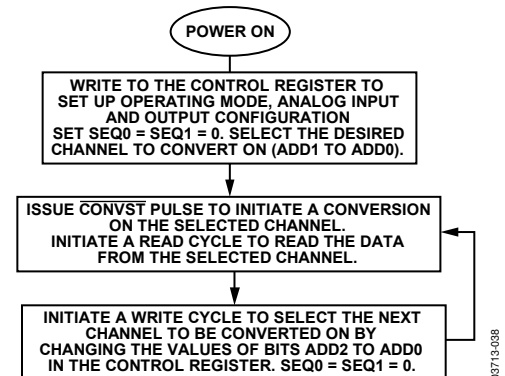 POWER ON
WRITE TO THE CONTROL REGISTER TO
SET UP OPERATING MODE, ANALOG INPUT
AND OUTPUT CONFIGURATION
SET SEQ0 = SEQ1 = 0. SELECT THE DESIRED
CHANNEL TO CONVERT ON (ADD1 TO ADD0).
ISSUE CONVST PULSE TO INITIATE A CONVERSION
ON THE SELECTED CHANNEL.
INITIATE A READ CYCLE TO READ THE DATA
FROM THE SELECTED CHANNEL.
INITIATE A WRITE CYCLE TO SELECT THE NEXT
CHANNEL TO BE CONVERTED ON BY
CHANGING THE VALUES OF BITS ADD2 TO ADD0
IN THE CONTROL REGISTER. SEQ0 = SEQ1 = 0.
03713-038